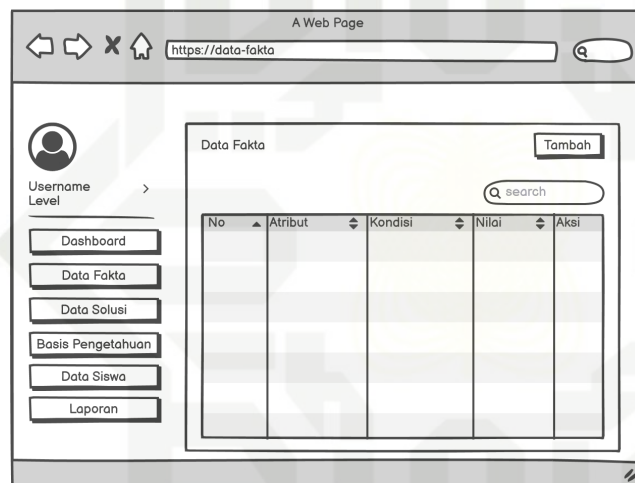 A Web Page
https://data-fakta
Username
Level
Dashboard
Data Fakta
Data Solusi
Basis Pengetahuan
Data Siswa
Laporan
Data Fakta
Tambah
search
No Atribut Kondisi Nilai Aksi